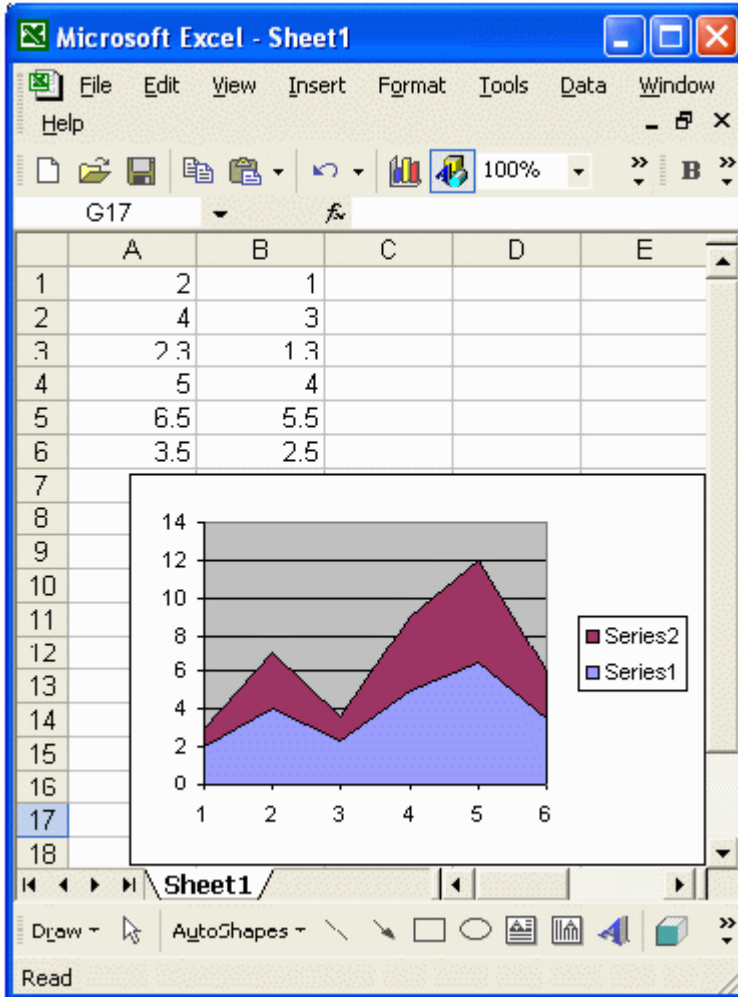 Microsoft Excel - Sheet1
File Edit View Insert Format Tools Data Window
Help
100% B
G17 fx
A B C D E
1 2 1
2 4 3
3 2.3 1.3
4 5 4
5 6.5 5.5
6 3.5 2.5
7
8
9
10
11
12
13
14
15
16
17
18
14
12
10
8
6
4
2
0
1 2 3 4 5 6
Series2
Series1
Sheet1
Draw AutoShapes
Read